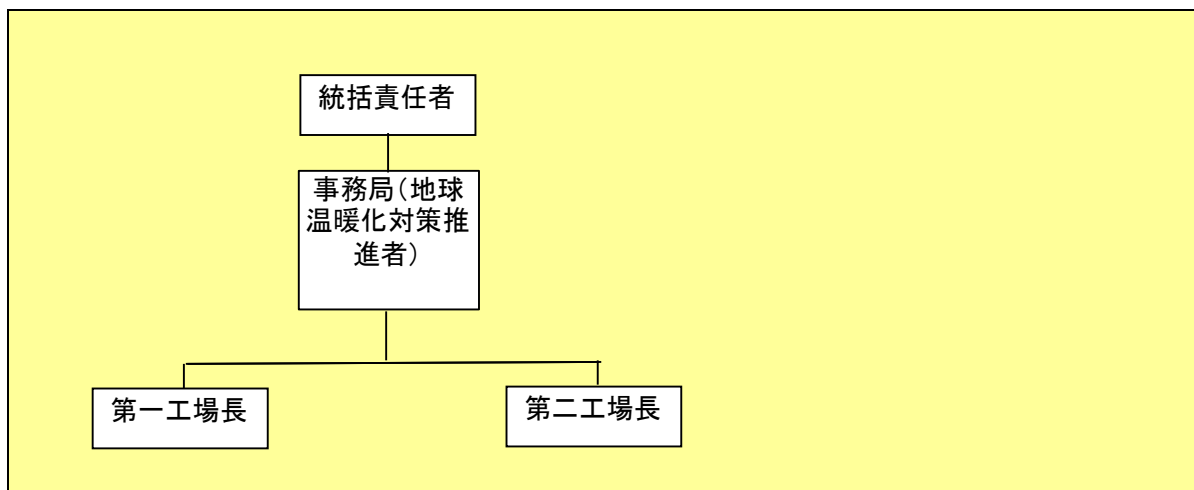 統括責任者
事務局（地球
温暖化対策推
進者）
第一工場長
第二工場長